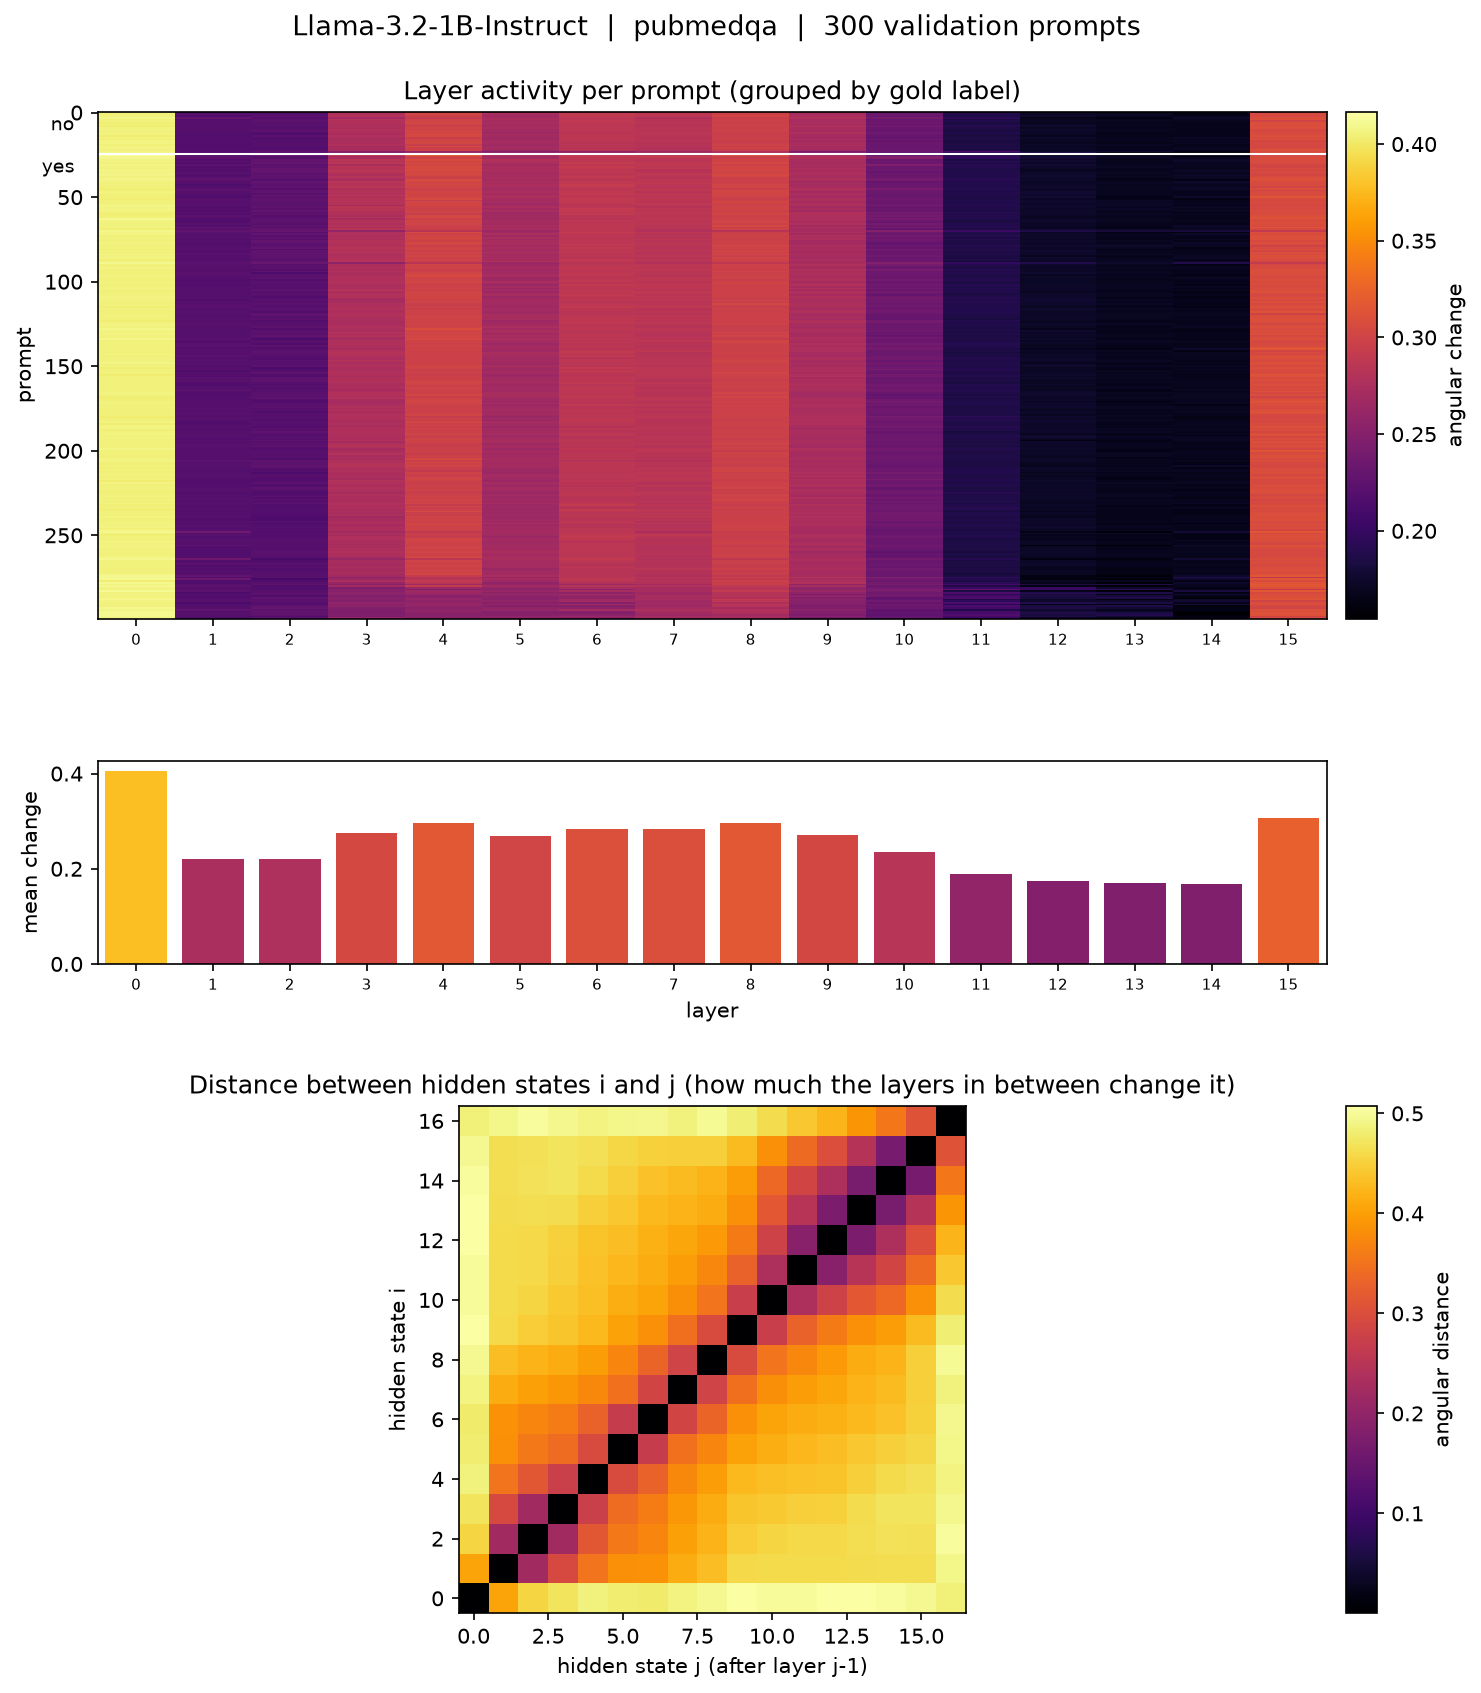 Llama-3.2-1B-Instruct | pubmedqa | 300 validation prompts
Layer activity per prompt (grouped by gold label)
0
no
yes
50
100
150
200
250
prompt
0 1 2 3 4 5 6 7 8 9 10 11 12 13 14 15
0.40
0.35
0.30
0.25
0.20
angular change
0.4
0.2
0.0
mean change
0 1 2 3 4 5 6 7 8 9 10 11 12 13 14 15
layer
Distance between hidden states i and j (how much the layers in between change it)
16
14
12
10
8
6
4
2
0
hidden state i
0.0 2.5 5.0 7.5 10.0 12.5 15.0
hidden state j (after layer j-1)
0.5
0.4
0.3
0.2
0.1
angular distance